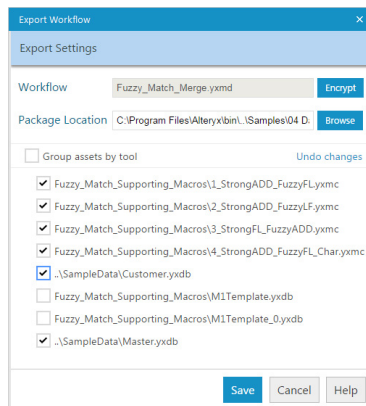 Export Workflow ×
Export Settings
Workflow Fuzzy_Match_Merge.yxmd Encrypt
Package Location C:\Program Files\Alteryx\bin\..\Samples\04 D Browse
Group assets by tool Undo changes
Fuzzy_Match_Supporting_Macros\1_StrongADD_FuzzyFL.yxmc
Fuzzy_Match_Supporting_Macros\2_StrongADD_FuzzyLF.yxmc
Fuzzy_Match_Supporting_Macros\3_StrongFL_FuzzyADD.yxmc
Fuzzy_Match_Supporting_Macros\4_StrongADD_FuzzyFL_Char.yxmc
..\SampleData\Customer.yxdb
Fuzzy_Match_Supporting_Macros\M1Template.yxdb
Fuzzy_Match_Supporting_Macros\M1Template_0.yxdb
..\SampleData\Master.yxdb
Save Cancel Help